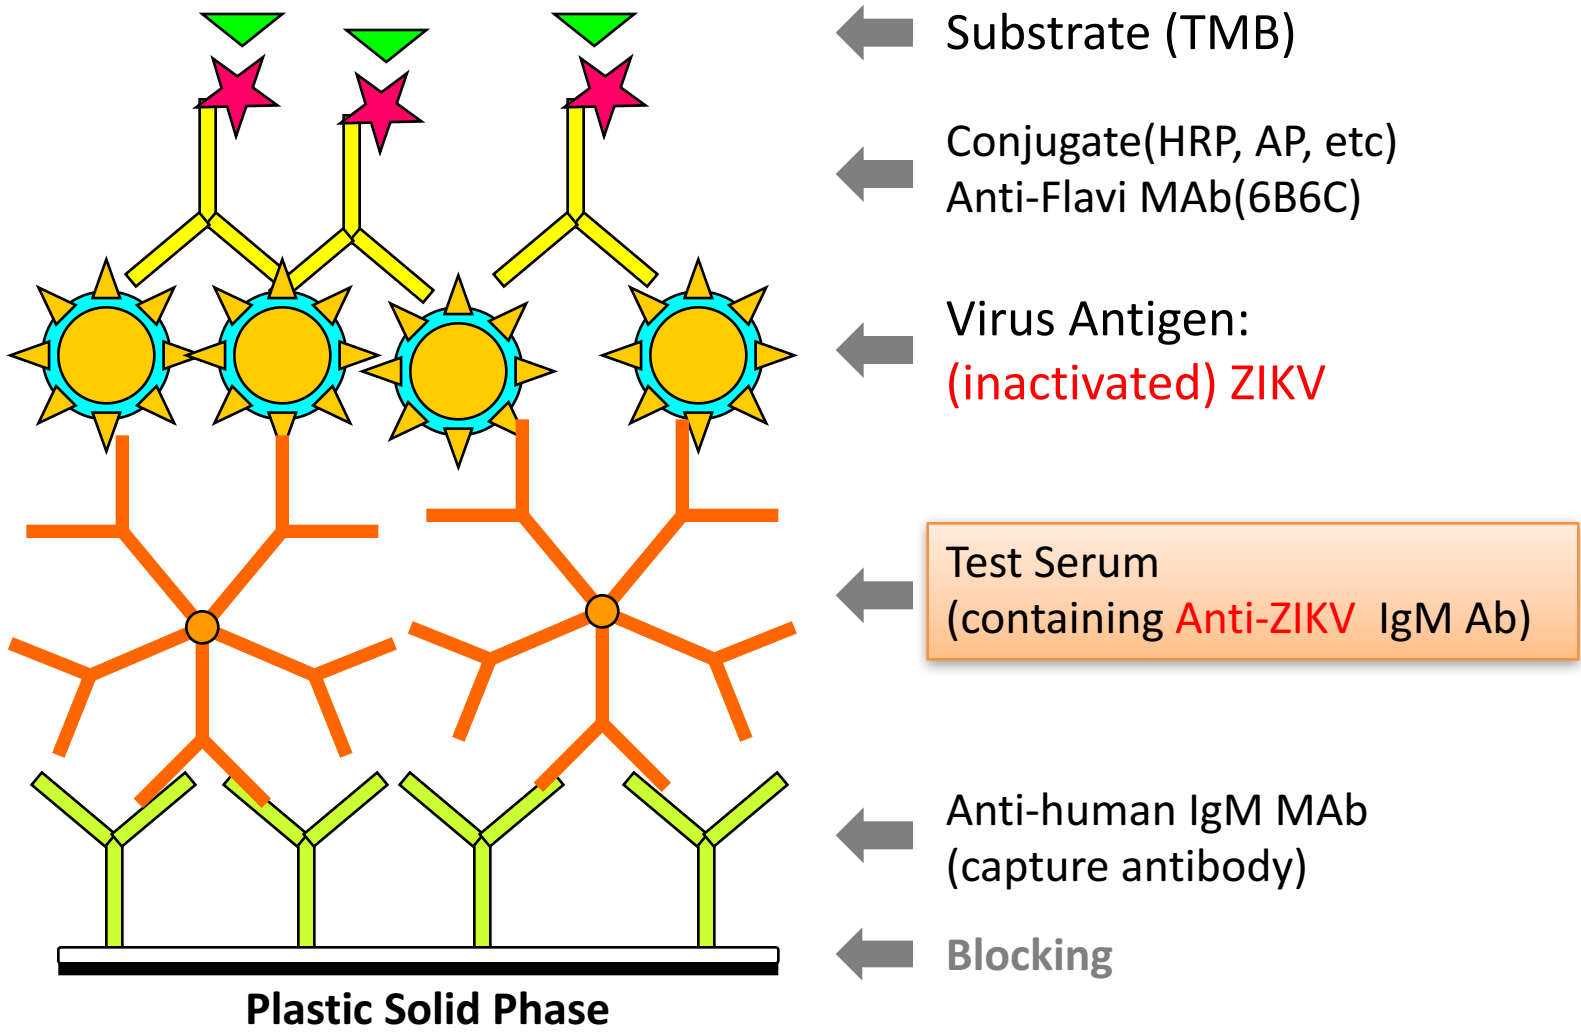 Substrate (TMB)
Conjugate(HRP, AP, etc)
Anti-Flavi MAb(6B6C)
Virus Antigen:
(inactivated) ZIKV
Test Serum
(containing Anti-ZIKV IgM Ab)
Anti-human IgM MAb
(capture antibody)
Blocking
Plastic Solid Phase